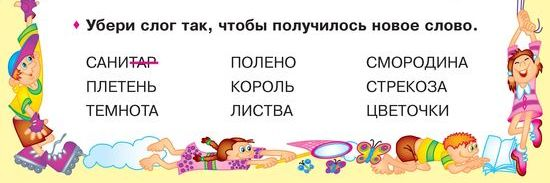 ♦ Убери слог так, чтобы получилось новое слово.
САНИТАР ПОЛЕНО СМОРОДИНА
ПЛЕТЕНЬ КОРОЛЬ СТРЕКОЗА
ТЕМНОТА ЛИСТВА ЦВЕТОЧКИ